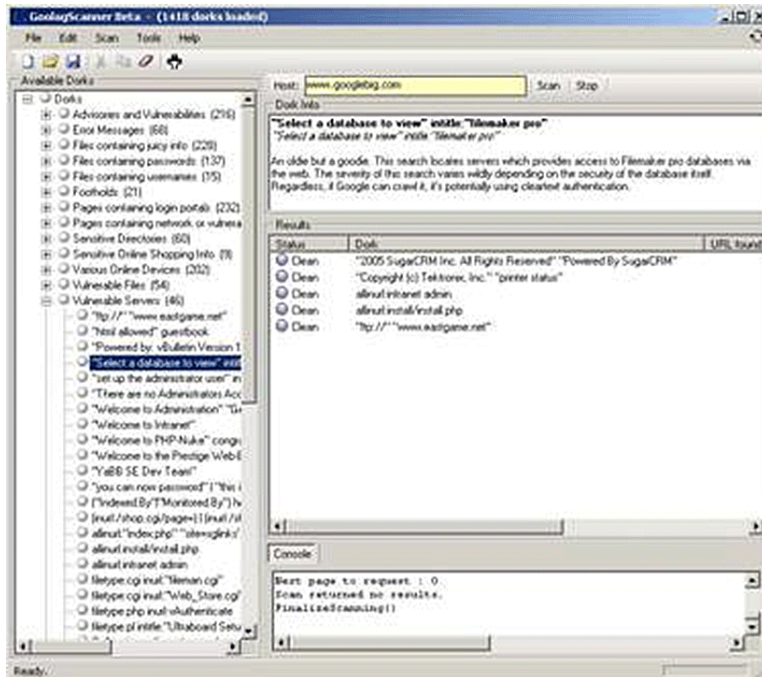 GoolagScanner Beta - (1418 dorks loaded)
File Edit Scan Tools Help
Available Dorks
Dorks
Advisories and Vulnerabilities (216)
Error Messages (68)
Files containing juicy info (228)
Files containing passwords (137)
Files containing usernames (15)
Footholds (21)
Pages containing login portals (232)
Pages containing network or vulnera
Sensitive Directories (60)
Sensitive Online Shopping Info (9)
Various Online Devices (202)
Vulnerable Files (54)
Vulnerable Servers (46)
"ftp://" "www.eastgame.net"
"html allowed" guestbook
"Powered by: vBulletin Version 1
"Select a database to view" intitl
"set up the administrator user" in
"There are no Administrators Acc
"Welcome to Administration" "Ge
"Welcome to Intranet"
"Welcome to PHP-Nuke" congra
"Welcome to the Prestige Web-B
"YaBB SE Dev Team"
"you can now password" | "this i
("Indexed.By"|"Monitored.By") h
allinurl:"index.php" "site=sglinks"
allinurl:install/install.php
allinurl:intranet admin
filetype:cgi inurl:"fileman.cgi"
filetype:cgi inurl:"Web_Store.cgi"
filetype:php inurl:vAuthenticate
filetype:pl intitle:"Ultraboard Setu
Host: www.googlebig.com Scan Stop
Dork Info
"Select a database to view" intitle:"filemaker pro"
"Select a database to view" intitle:"filemaker pro"
An oldie but a goodie. This search locates servers which provides access to Filemaker pro databases via
the web. The severity of this search varies wildly depending on the security of the database itself.
Regardless, if Google can crawl it, it's potentially using cleartext authentication.
Results
Status Dork URL found
Clean "2005 SugarCRM Inc. All Rights Reserved" "Powered By SugarCRM"
Clean "Copyright (c) Tektronix, Inc." "printer status"
Clean allinurl:intranet admin
Clean allinurl:install/install.php
Clean "ftp://" "www.eastgame.net"
Console
Next page to request : 0
Scan returned no results.
FinalizeScanning()
Ready.